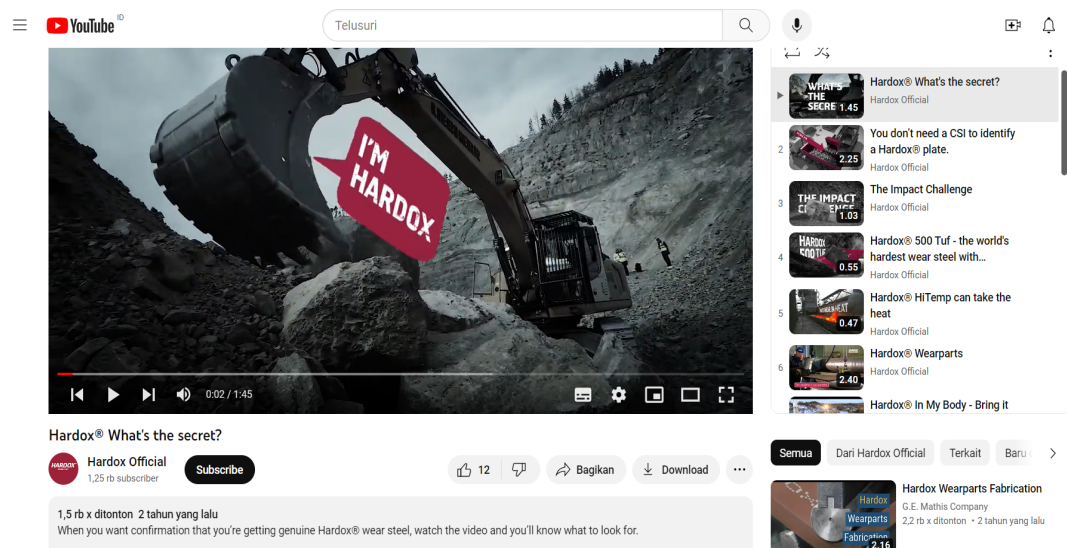 YouTube ID
Telusuri
I'M
HARDOX
0:02 / 1:45
Hardox® What's the secret?
HARDOX
Hardox Official
1,25 rb subscriber
Subscribe
12
Bagikan
Download
1,5 rb x ditonton 2 tahun yang lalu
When you want confirmation that you're getting genuine Hardox® wear steel, watch the video and you'll know what to look for.
WHAT'S
THE
SECRE 1.45
Hardox® What's the secret?
Hardox Official
2
2.25
You don't need a CSI to identify
a Hardox® plate.
Hardox Official
3
THE IMPACT
1.03
The Impact Challenge
Hardox Official
4
HARDOX
500 TUF
0.55
Hardox® 500 Tuf - the world's
hardest wear steel with...
Hardox Official
5
0.47
Hardox® HiTemp can take the
heat
Hardox Official
6
2.40
Hardox® Wearparts
Hardox Official
Hardox® In My Body - Bring it
Semua
Dari Hardox Official
Terkait
Baru
Hardox
Wearparts
Fabrication
2.16
Hardox Wearparts Fabrication
G.E. Mathis Company
2,2 rb x ditonton • 2 tahun yang lalu